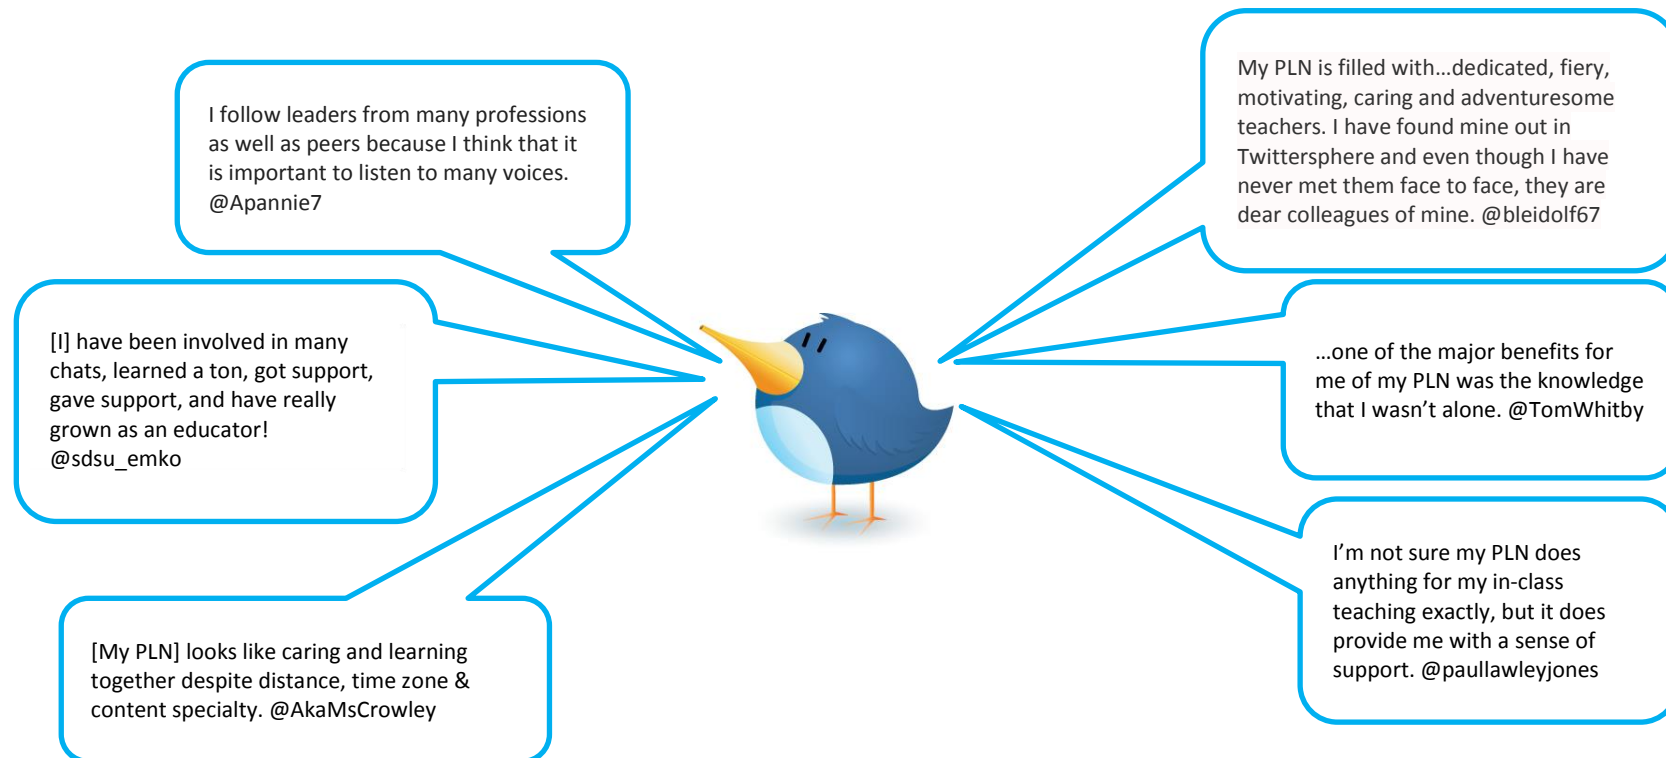 I follow leaders from many professions
as well as peers because I think that it
is important to listen to many voices.
@Apannie7
[I] have been involved in many
chats, learned a ton, got support,
gave support, and have really
grown as an educator!
@sdsu_emko
[My PLN] looks like caring and learning
together despite distance, time zone &
content specialty. @AkaMsCrowley
My PLN is filled with…dedicated, fiery,
motivating, caring and adventuresome
teachers. I have found mine out in
Twittersphere and even though I have
never met them face to face, they are
dear colleagues of mine. @bleidolf67
…one of the major benefits for
me of my PLN was the knowledge
that I wasn’t alone. @TomWhitby
I’m not sure my PLN does
anything for my in-class
teaching exactly, but it does
provide me with a sense of
support. @paullawleyjones